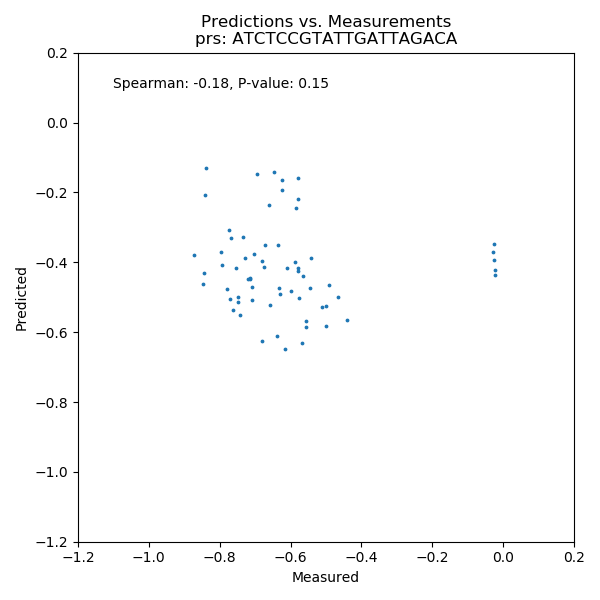 Predictions vs. Measurements
prs: ATCTCCGTATTGATTAGACA
Spearman: -0.18, P-value: 0.15
0.2
0.0
−0.2
−0.4
−0.6
−0.8
−1.0
−1.2
Predicted
−1.2 −1.0 −0.8 −0.6 −0.4 −0.2 0.0 0.2
Measured